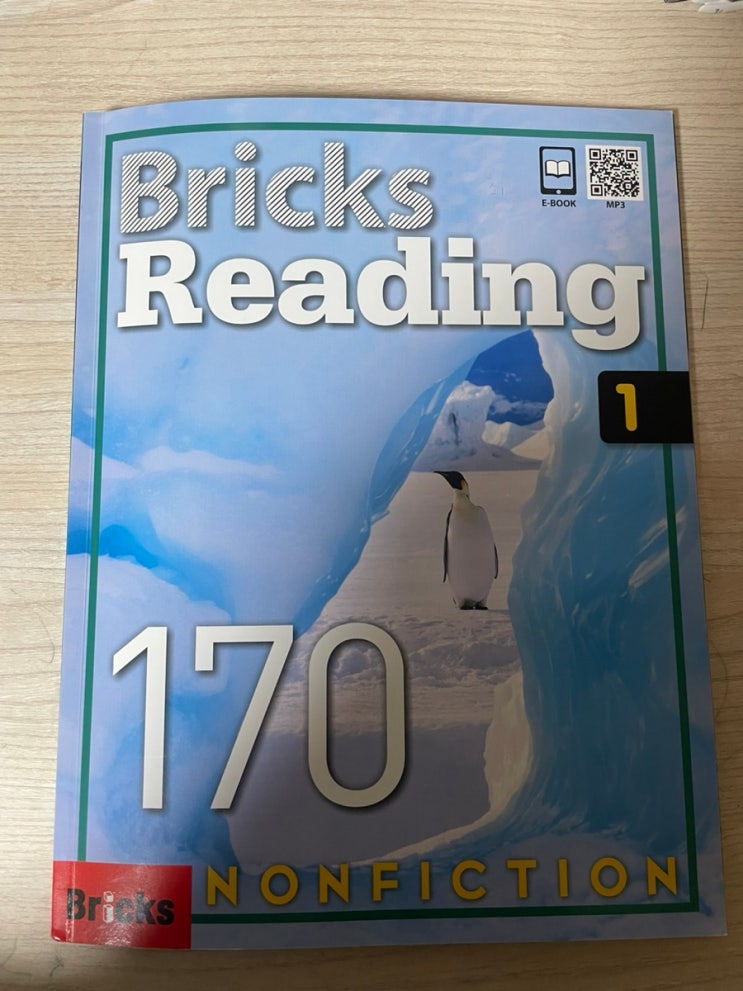 Bricks
Reading
E-BOOK
MP3
1
170
NONFICTION
Bricks